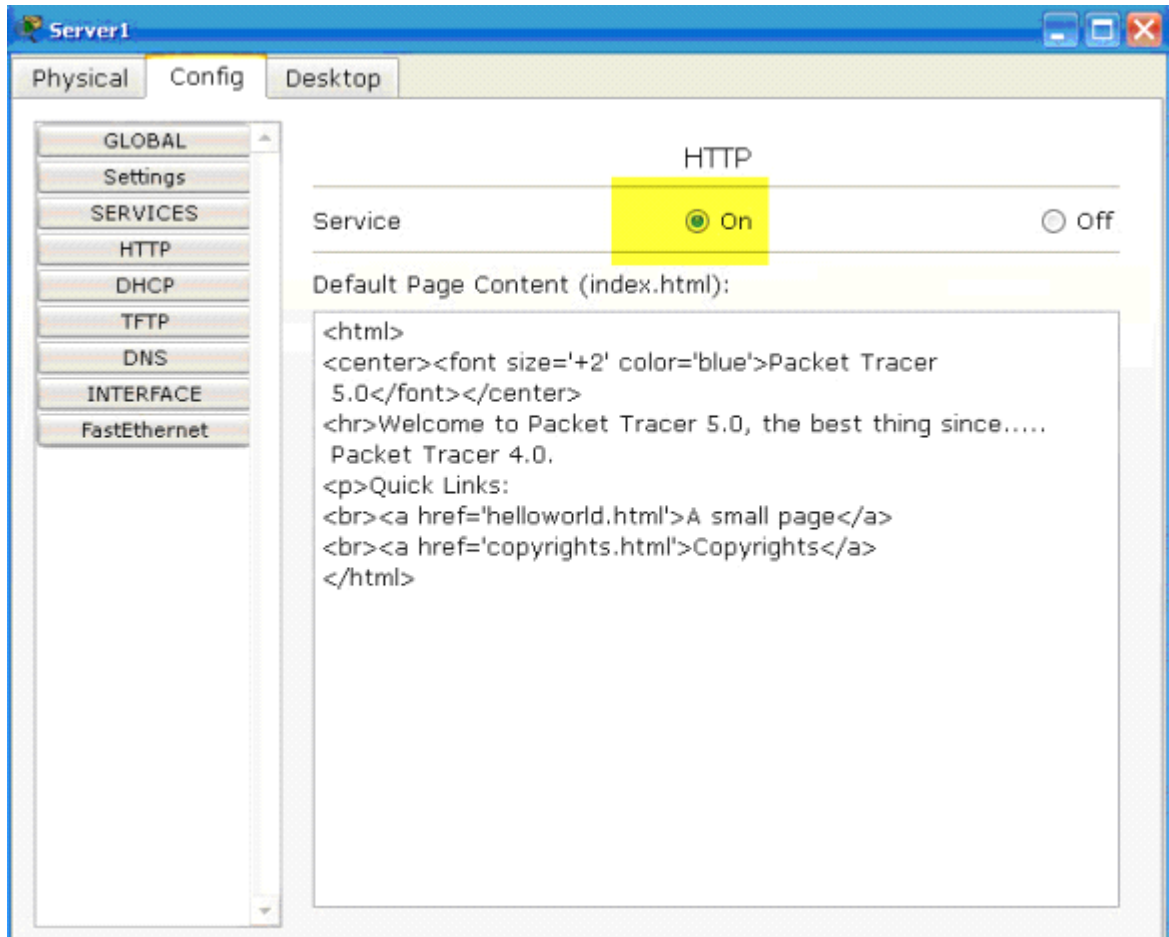 Server1
Physical Config Desktop
GLOBAL
Settings
SERVICES
HTTP
DHCP
TFTP
DNS
INTERFACE
FastEthernet
HTTP
Service On Off
Default Page Content (index.html):
<html>
<center><font size='+2' color='blue'>Packet Tracer
5.0</font></center>
<hr>Welcome to Packet Tracer 5.0, the best thing since.....
Packet Tracer 4.0.
<p>Quick Links:
<br><a href='helloworld.html'>A small page</a>
<br><a href='copyrights.html'>Copyrights</a>
</html>